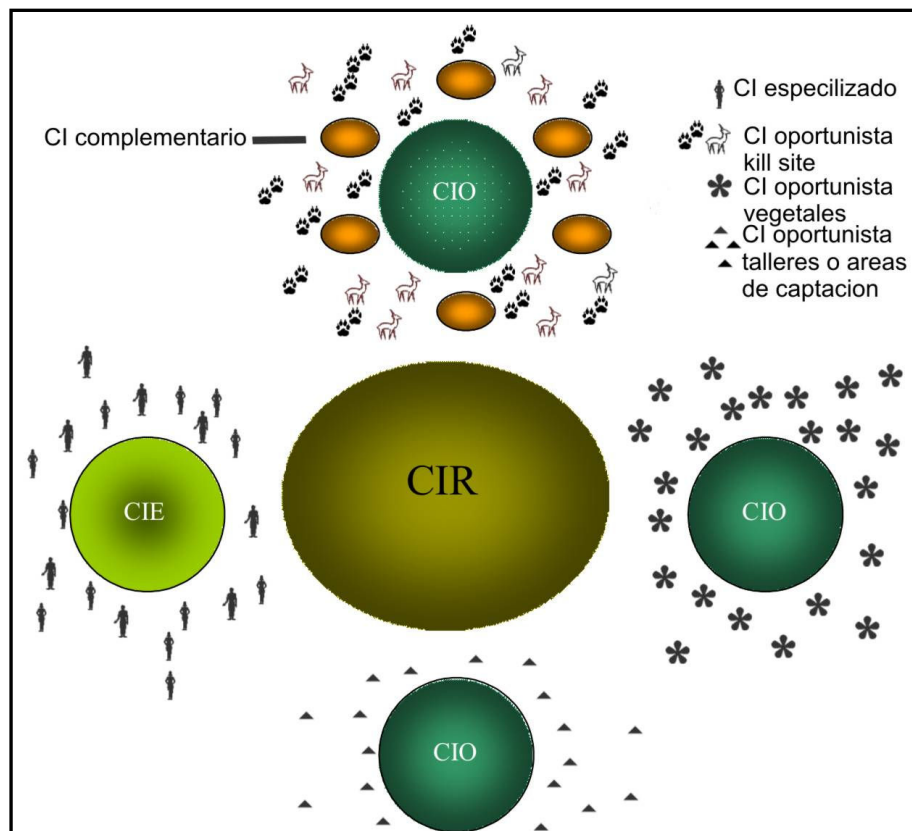 CI complementario
CIO
CI especilizado
CI oportunista
kill site
CI oportunista
vegetales
CI oportunista
talleres o areas
de captacion
CIE
CIR
CIO
CIO